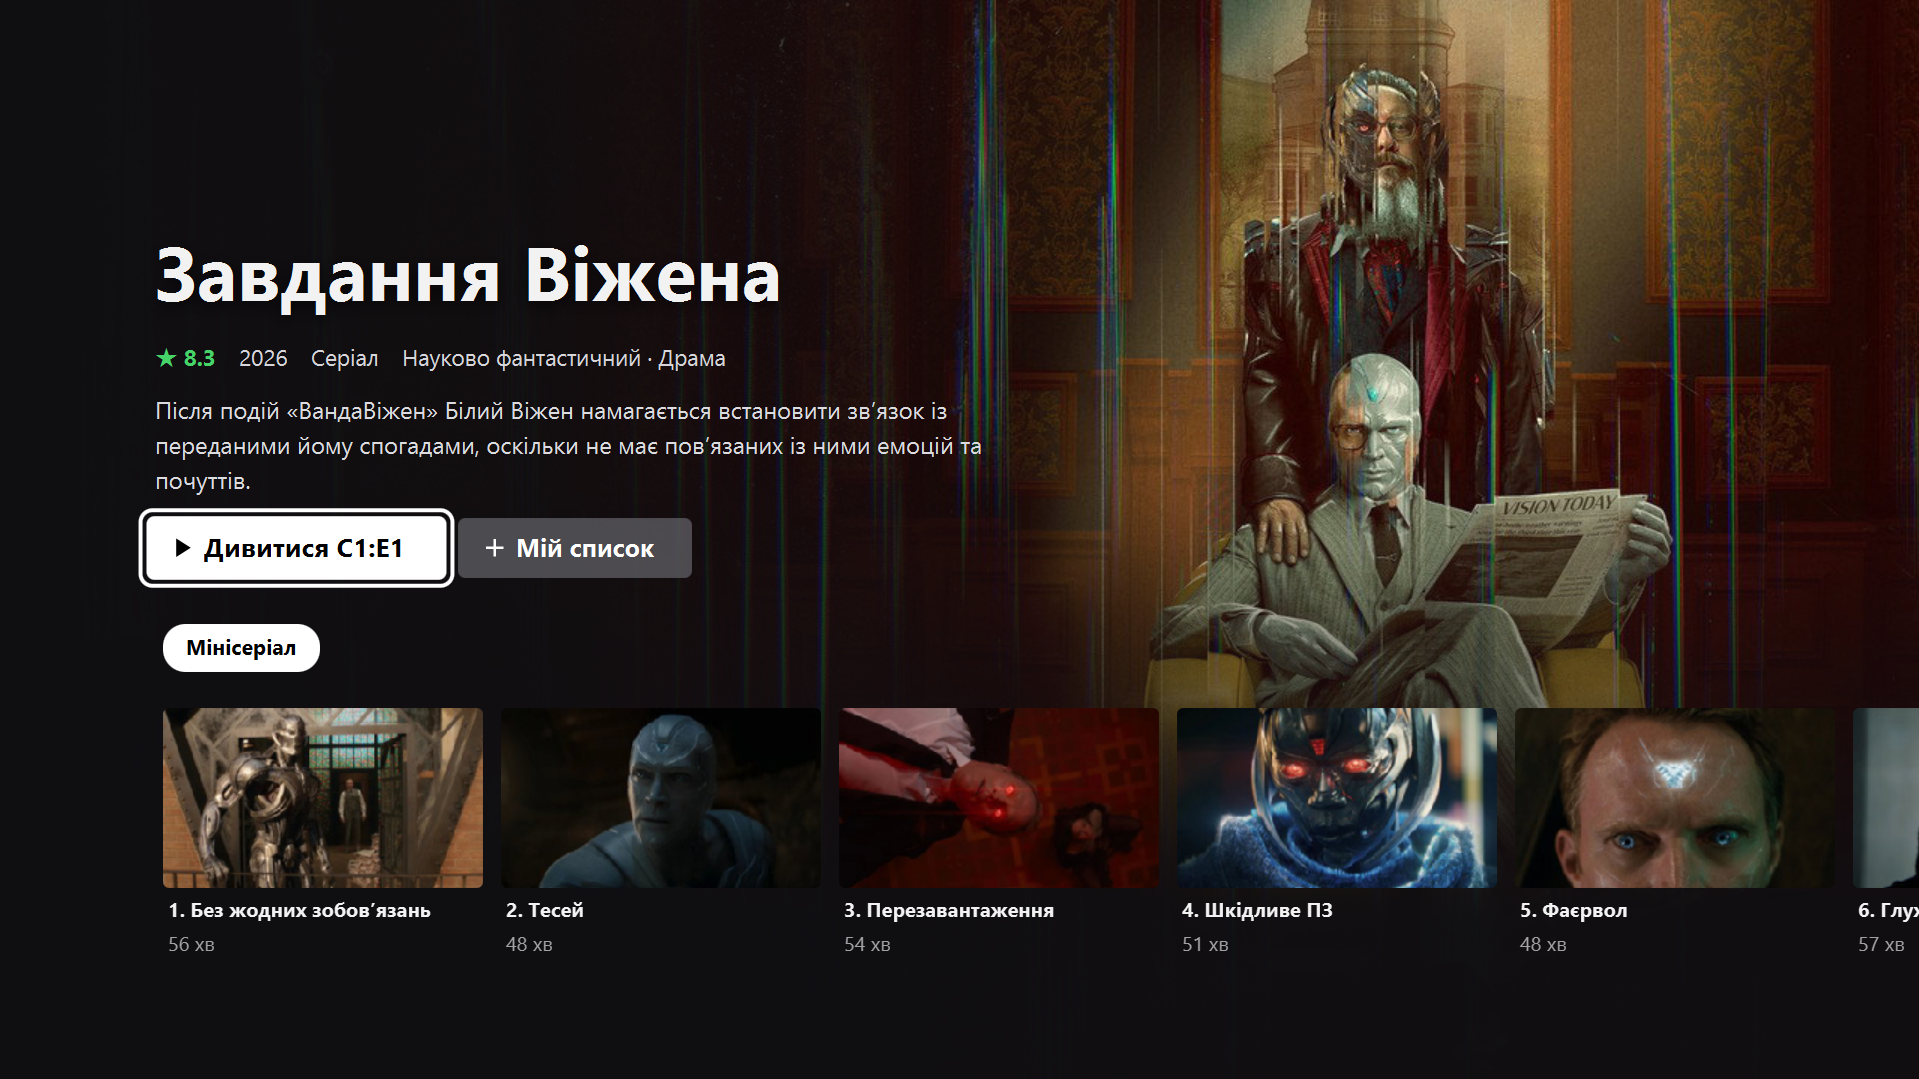 Завдання Віжена
★ 8.3 2026 Серіал Науково фантастичний · Драма
Після подій «ВандаВіжен» Білий Віжен намагається встановити зв’язок із
переданими йому спогадами, оскільки не має пов’язаних із ними емоцій та
почуттів.
Дивитися С1:Е1
+ Мій список
VISION TODAY
Мінісеріал
1. Без жодних зобов’язань
56 хв
2. Тесей
48 хв
3. Перезавантаження
54 хв
4. Шкідливе ПЗ
51 хв
5. Фаєрвол
48 хв
6.
57 хв